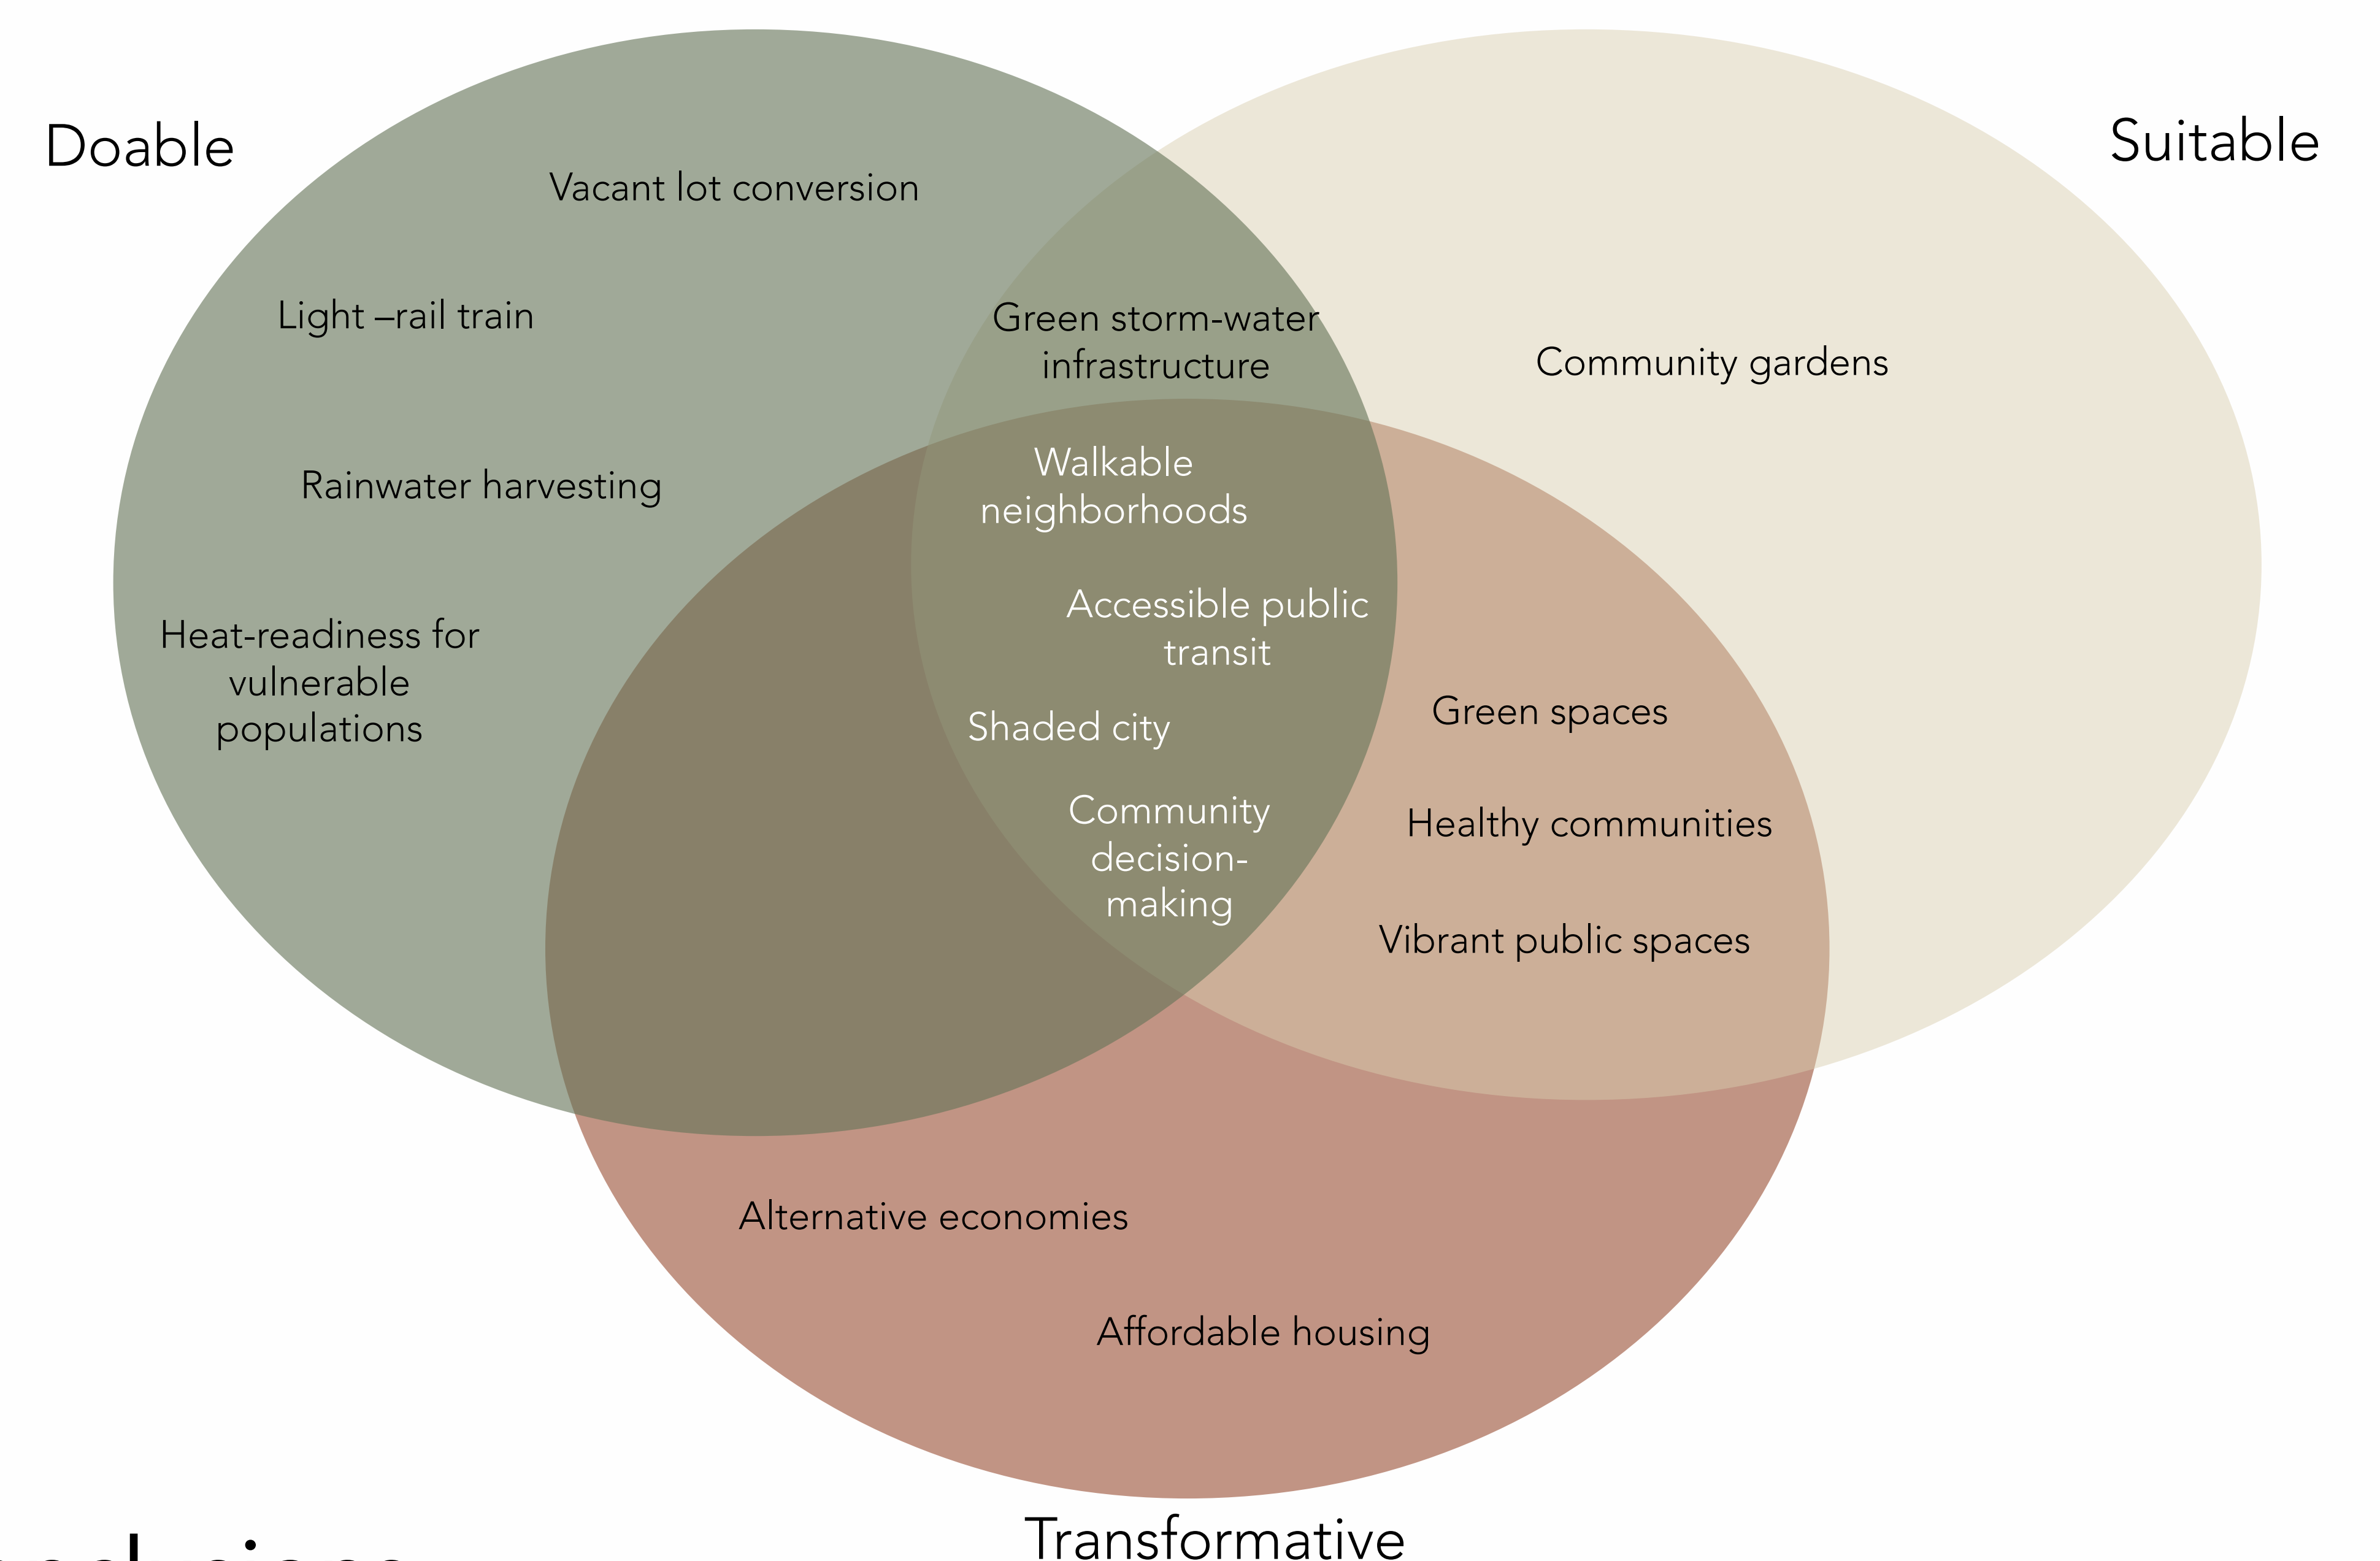 Doable
Suitable
Vacant lot conversion
Light –rail train
Green storm-water
infrastructure
Community gardens
Walkable
neighborhoods
Rainwater harvesting
Accessible public
transit
Heat-readiness for
vulnerable
populations
Shaded city
Green spaces
Community
decision-
making
Healthy communities
Vibrant public spaces
Alternative economies
Affordable housing
Transformative